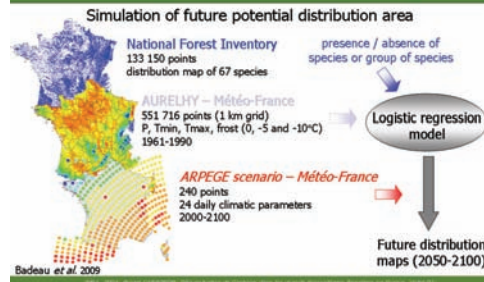 Simulation of future potential distribution area
National Forest Inventory
133 150 points
distribution map of 67 species
presence / absence of
species or group of species
AURELHY – Météo-France
551 716 points (1 km grid)
P, Tmin, Tmax, frost (0, -5 and -10°C)
1961-1990
Logistic regression
model
ARPEGE scenario – Météo-France
240 points
24 daily climatic parameters
2000-2100
Future distribution
maps (2050-2100)
Badeau et al. 2009